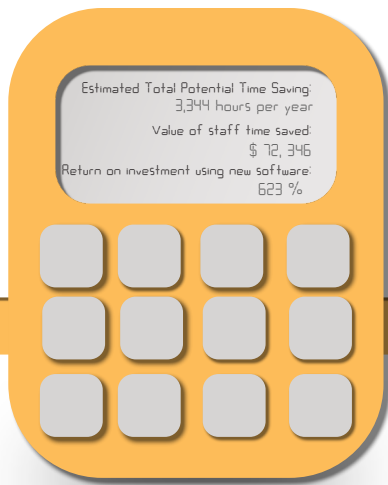 Estimated Total Potential Time Saving:
3,344 hours per year
Value of staff time saved:
$ 72, 346
Return on investment using new software:
623 %